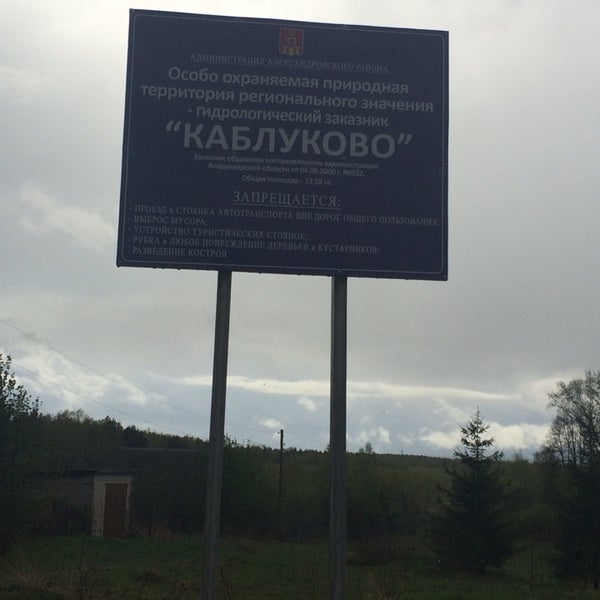 АДМИНИСТРАЦИЯ АЛЕКСАНДРОВСКОГО РАЙОНА
Особо охраняемая природная
территория регионального значения
- гидрологический заказник
"КАБЛУКОВО"
Заказник образован постановлением администрации
Владимирской области от 04.08.2000 г. №532.
Общая площадь - 33,58 га.
ЗАПРЕЩАЕТСЯ:
- ПРОЕЗД и СТОЯНКА АВТОТРАНСПОРТА ВНЕ ДОРОГ ОБЩЕГО ПОЛЬЗОВАНИЯ;
- ВЫБРОС МУСОРА;
- УСТРОЙСТВО ТУРИСТИЧЕСКИХ СТОЯНОК;
- РУБКА и ЛЮБОЕ ПОВРЕЖДЕНИЕ ДЕРЕВЬЕВ и КУСТАРНИКОВ;
- РАЗВЕДЕНИЕ КОСТРОВ